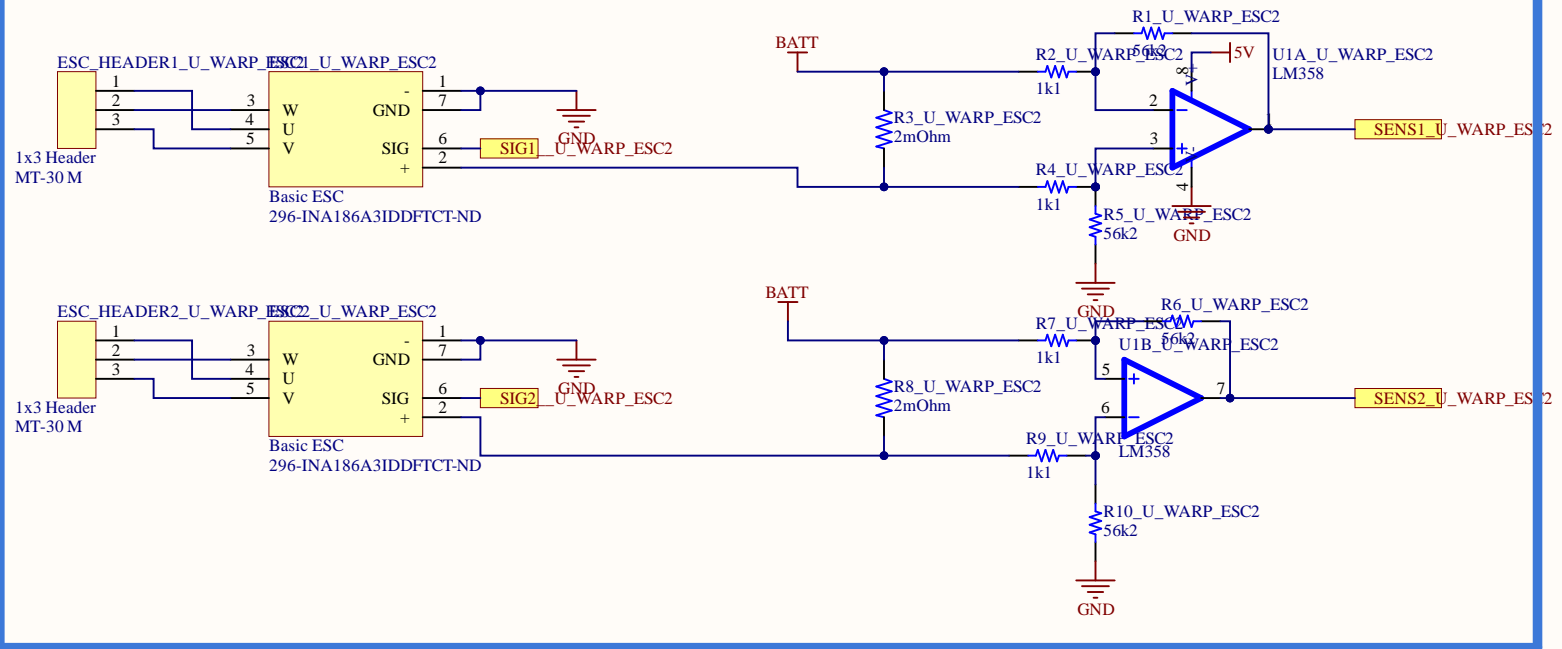 R1_U_WARP_ESC2
56k2
BATT
R2_U_WARP_ESC2
5V
U1A_U_WARP_ESC2
LM358
ESC_HEADER1_U_WARP_ESC2
ESC1_U_WARP_ESC2
1
2
3
3 W
4 U
5 V
- 1
GND 7
SIG 6
+ 2
GND
SIG1_U_WARP_ESC2
1k1
8
V+
2
3
V-
4
R3_U_WARP_ESC2
2mOhm
SENS1_U_WARP_ESC2
1x3 Header
MT-30 M
Basic ESC
296-INA186A3IDDFTCT-ND
R4_U_WARP_ESC2
1k1
R5_U_WARP_ESC2
56k2
GND
GND
BATT
R6_U_WARP_ESC2
56k2
R7_U_WARP_ESC2
1k1
U1B_U_WARP_ESC2
ESC_HEADER2_U_WARP_ESC2
ESC2_U_WARP_ESC2
1
2
3
3 W
4 U
5 V
- 1
GND 7
SIG 6
+ 2
GND
SIG2_U_WARP_ESC2
R8_U_WARP_ESC2
2mOhm
5
6
7
SENS2_U_WARP_ESC2
1x3 Header
MT-30 M
Basic ESC
296-INA186A3IDDFTCT-ND
R9_U_WARP_ESC2
1k1
LM358
R10_U_WARP_ESC2
56k2
GND